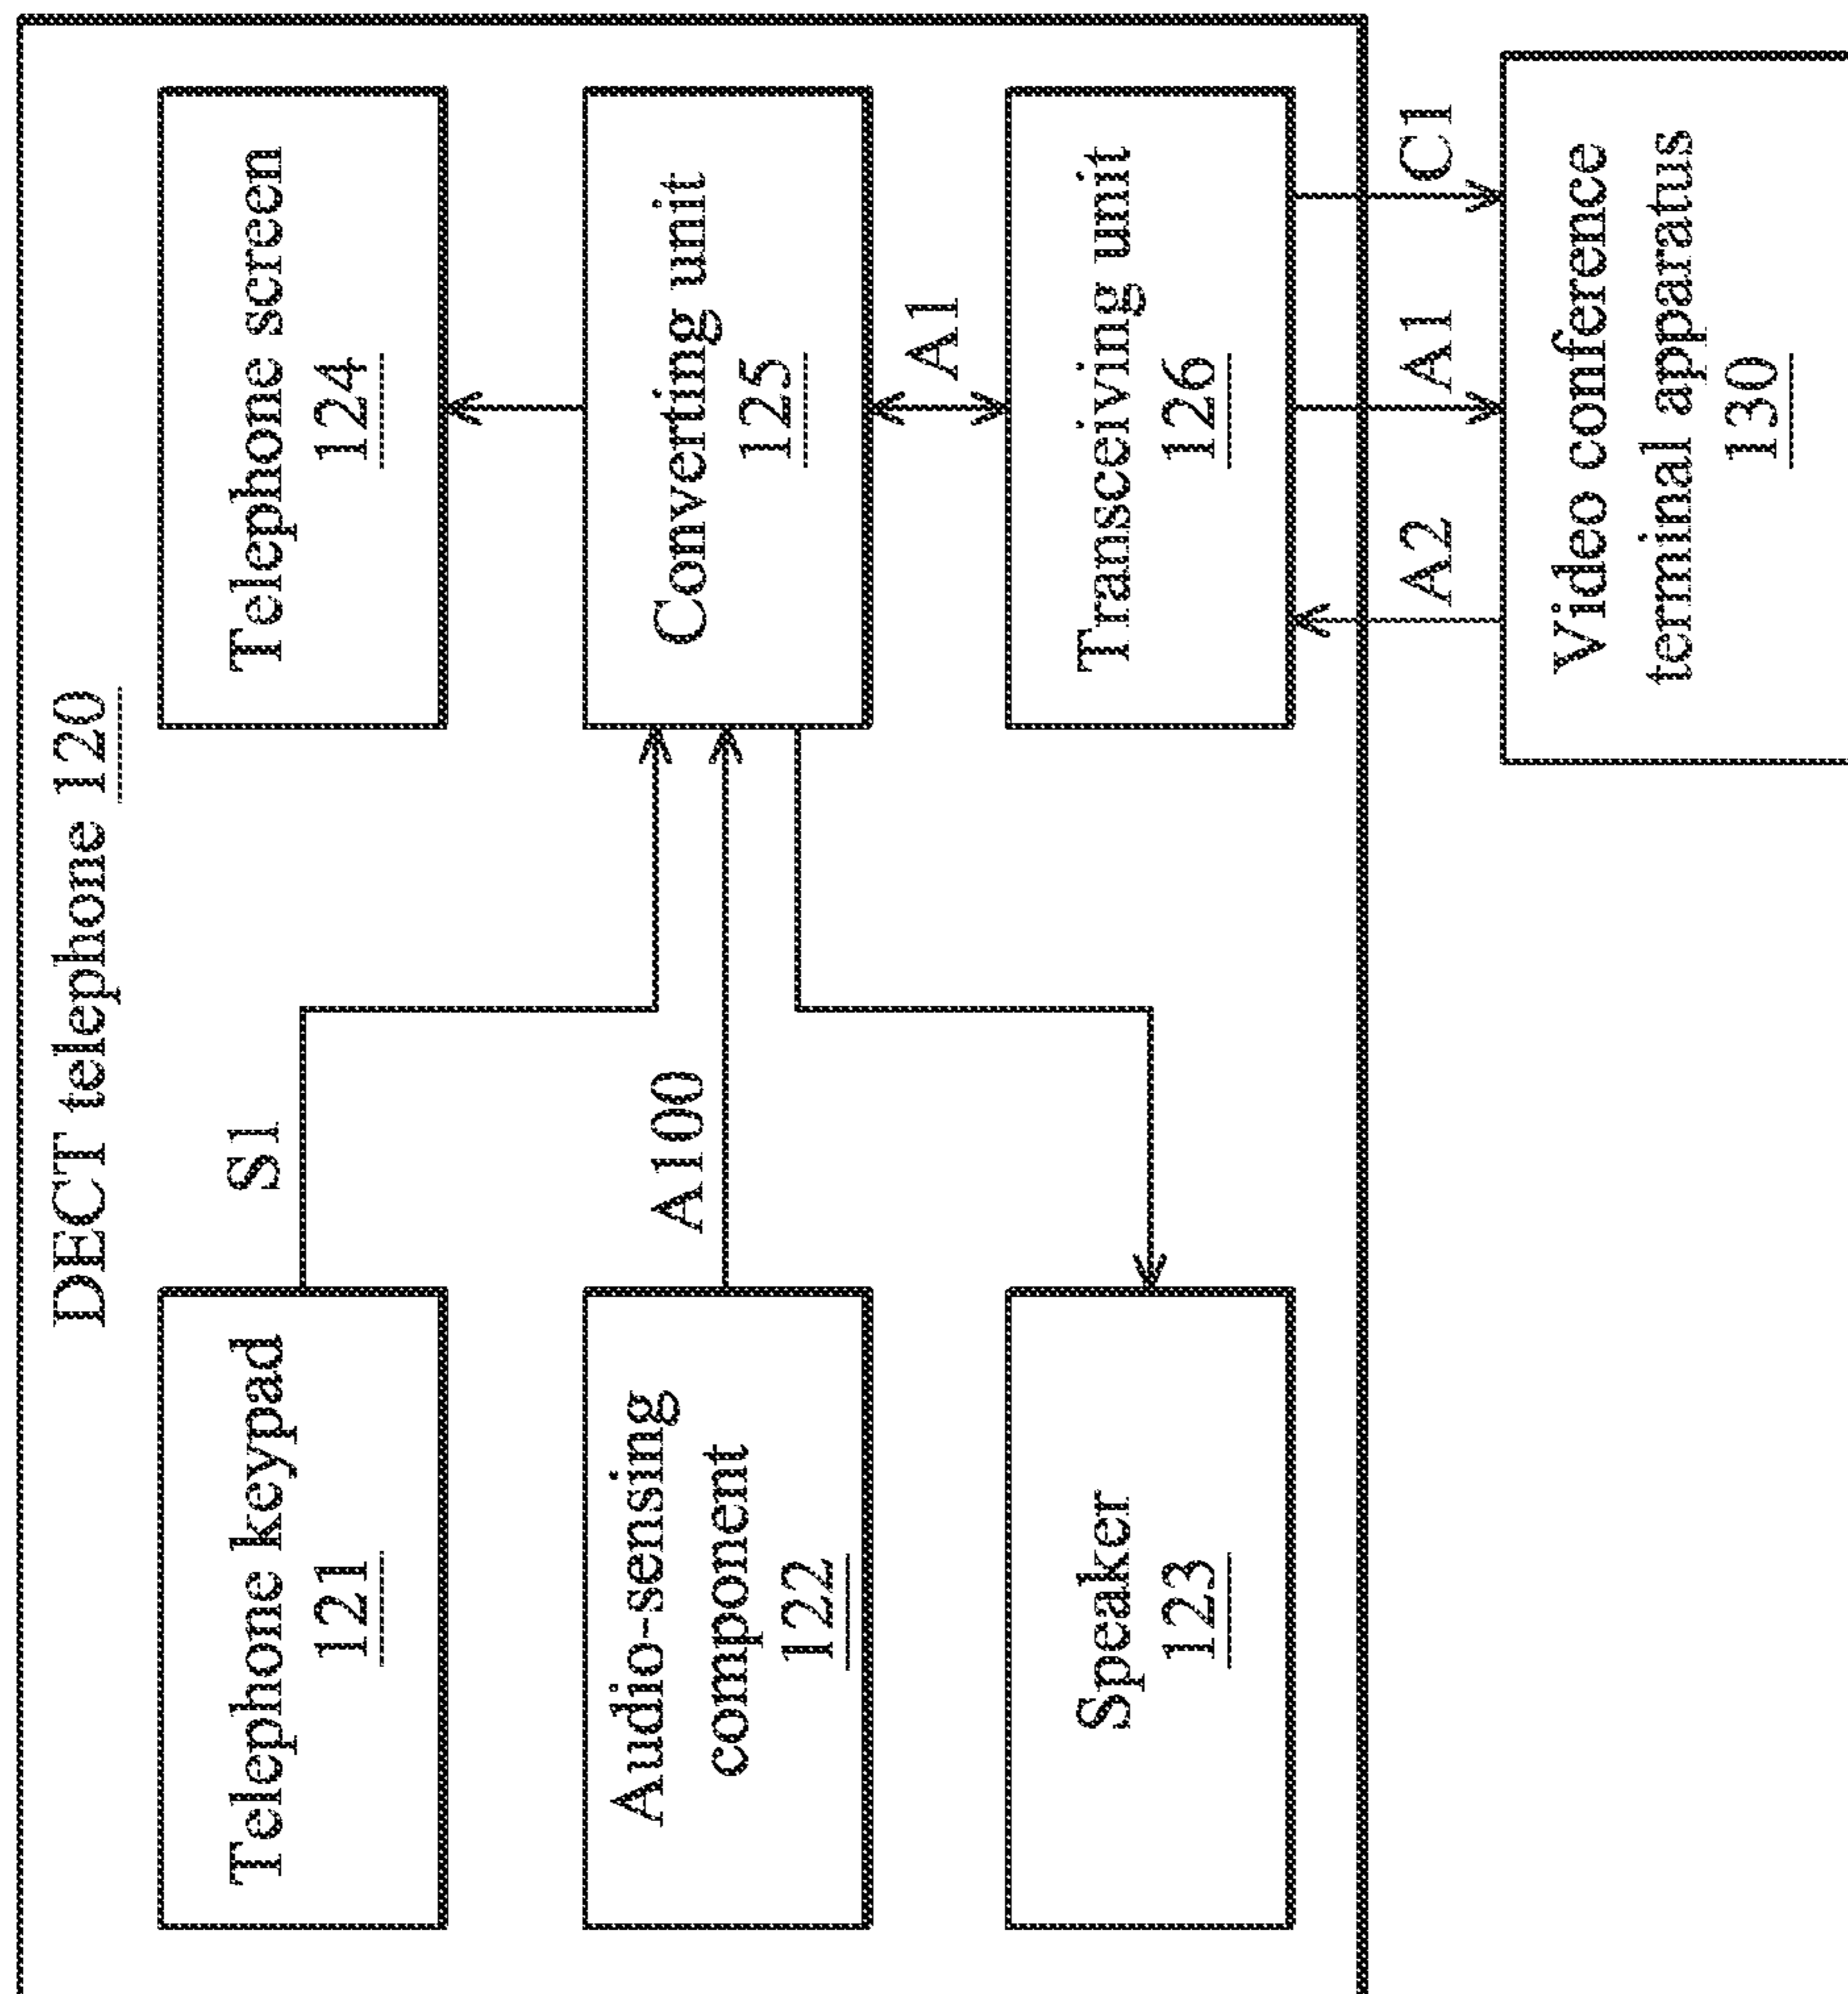 DECT telephone 120
Telephone keypad
121
S1
Telephone screen
124
Audio-sensing
component
122
A100
Converting unit
125
A1
Speaker
123
Transceiving unit
126
A2
A1
C1
Video conference
terminal apparatus
130